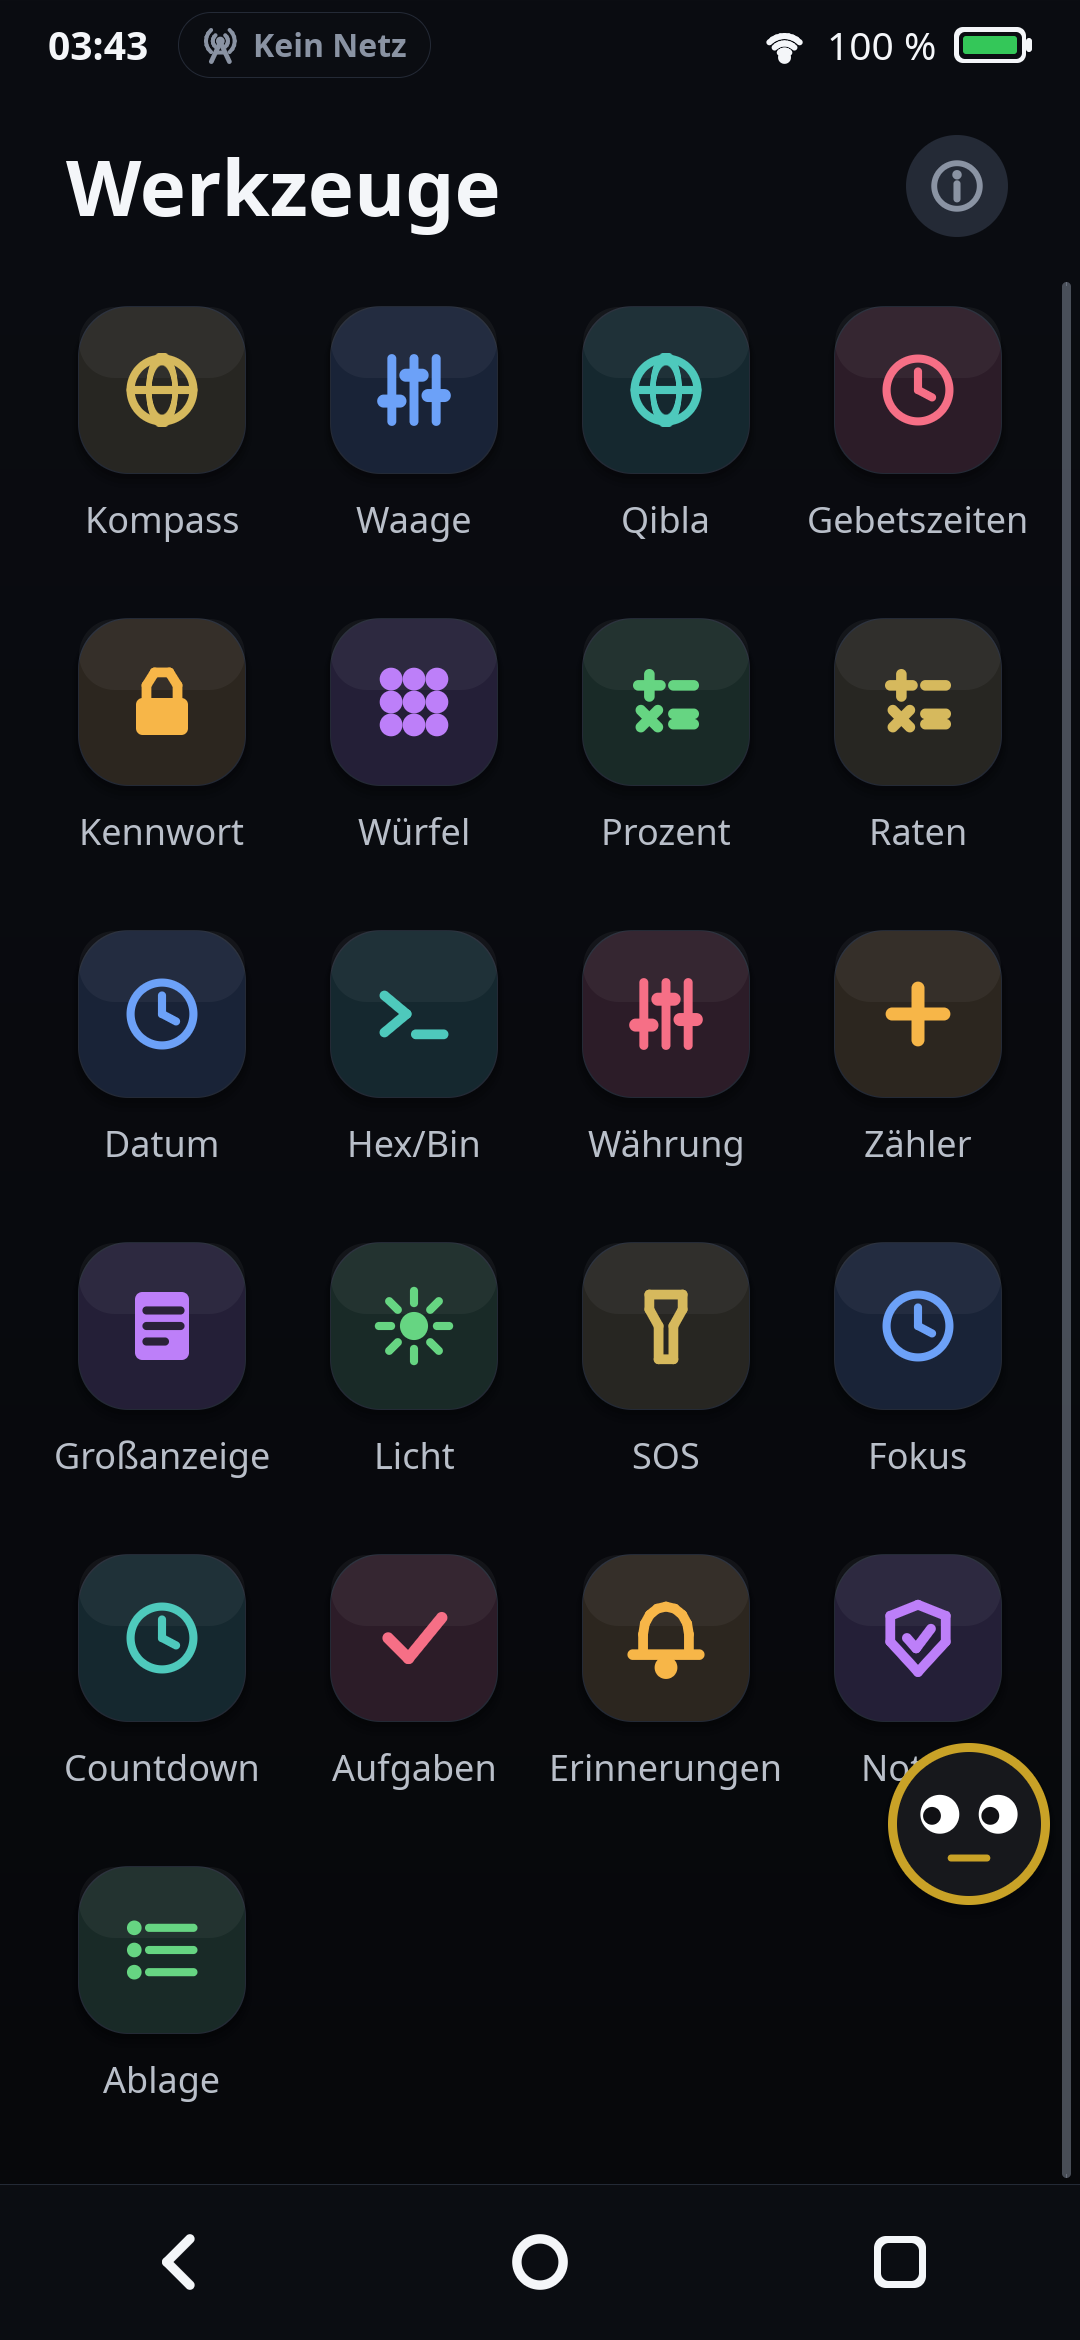 03:43 Kein Netz 100 %
Werkzeuge
Kompass Waage Qibla Gebetszeiten
Kennwort Würfel Prozent Raten
Datum Hex/Bin Währung Zähler
Großanzeige Licht SOS Fokus
Countdown Aufgaben Erinnerungen
Ablage